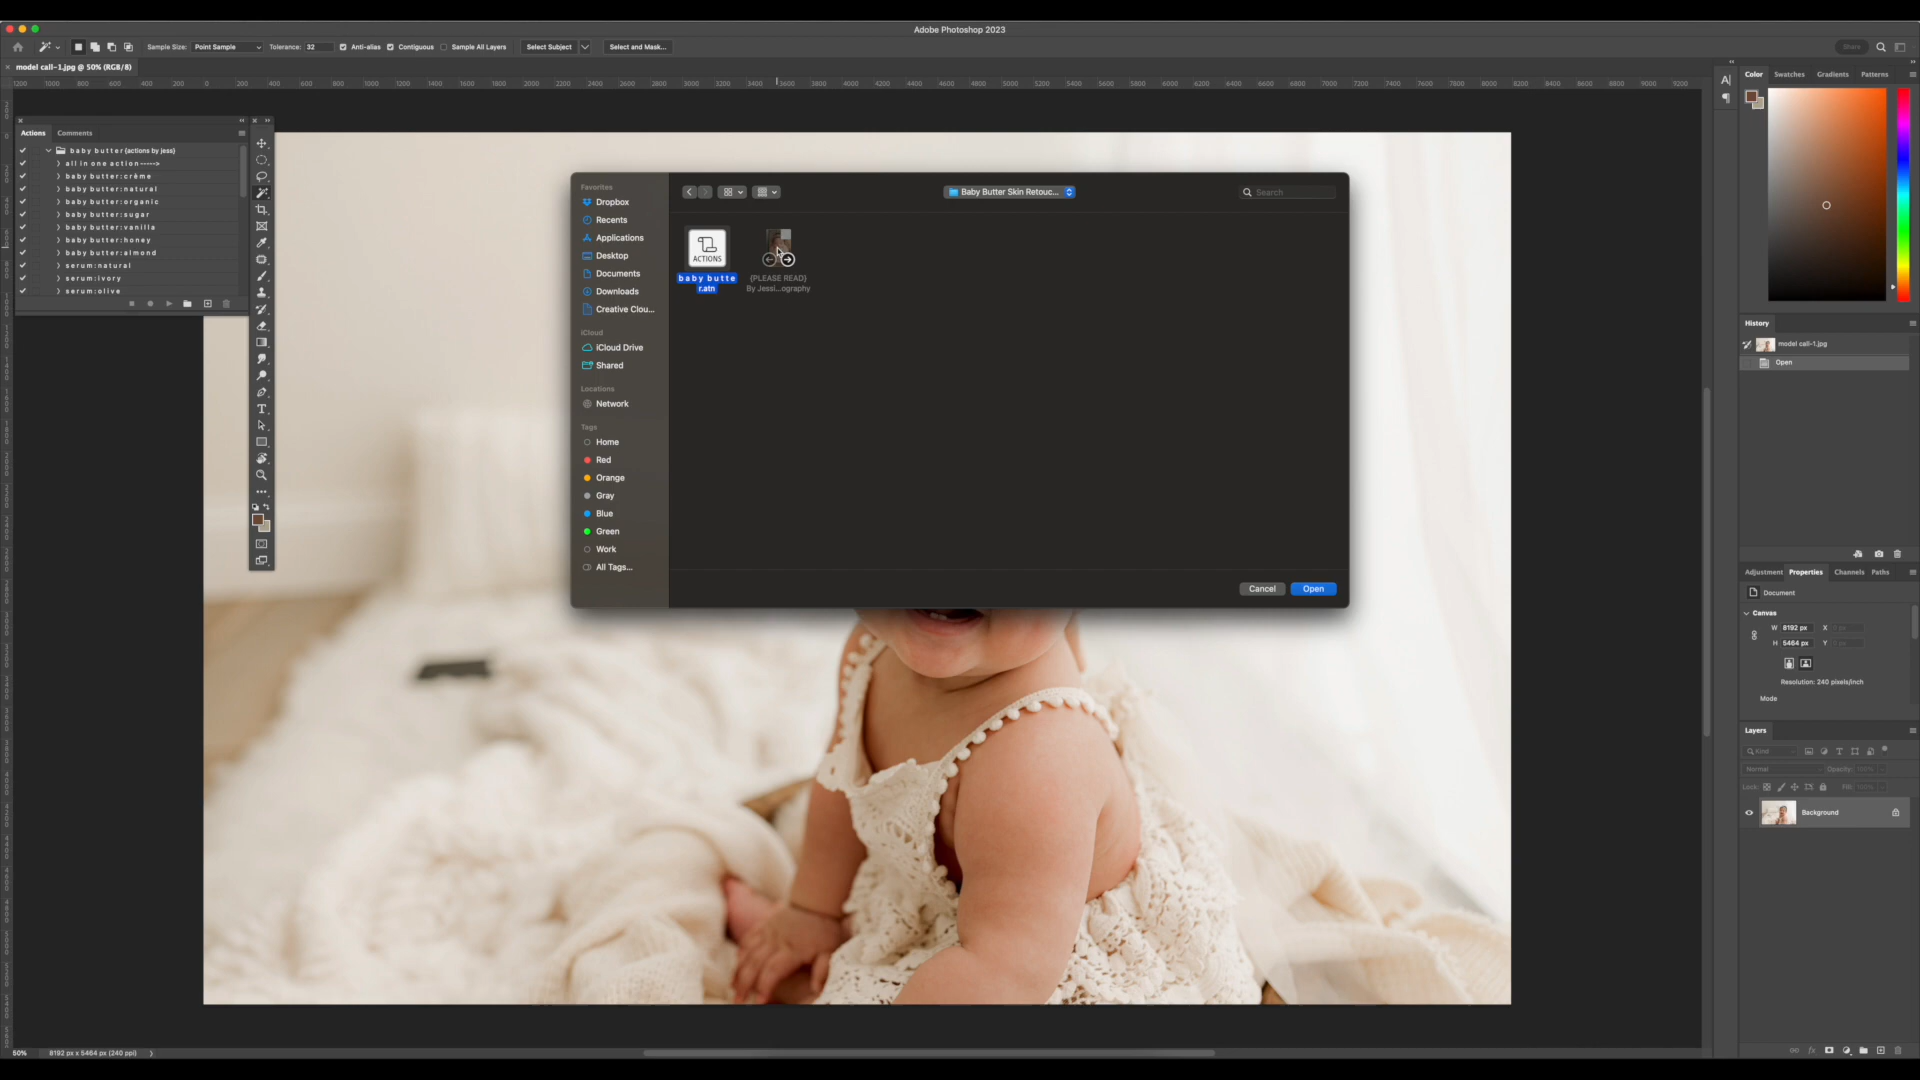 Adobe Photoshop 2023
Sample Size: Point Sample Tolerance: 32 Anti-alias Contiguous Sample All Layers Select Subject Select and Mask... Share
model call-1.jpg @ 50% (RGB/8)
Actions Comments
baby butter {actions by jess}
all in one action----->
baby butter:crème
baby butter:natural
baby butter:organic
baby butter:sugar
baby butter:vanilla
baby butter:honey
baby butter:almond
serum:natural
serum:ivory
serum:olive
Favorites
Dropbox
Recents
Applications
Desktop
Documents
Downloads
Creative Clou...
iCloud
iCloud Drive
Shared
Locations
Network
Tags
Home
Red
Orange
Gray
Blue
Green
Work
All Tags...
Baby Butter Skin Retouc...
Search
ACTIONS
baby butte
r.atn
{PLEASE READ}
By Jessi...ography
Cancel Open
Color Swatches Gradients Patterns
History
model call-1.jpg
Open
Adjustment Properties Channels Paths
Document
Canvas
W 8192 px X
H 5464 px Y
Resolution: 240 pixels/inch
Mode
Layers
Kind
Normal Opacity: 100%
Lock: Fill: 100%
Background
50% 8192 px x 5464 px (240 ppi)